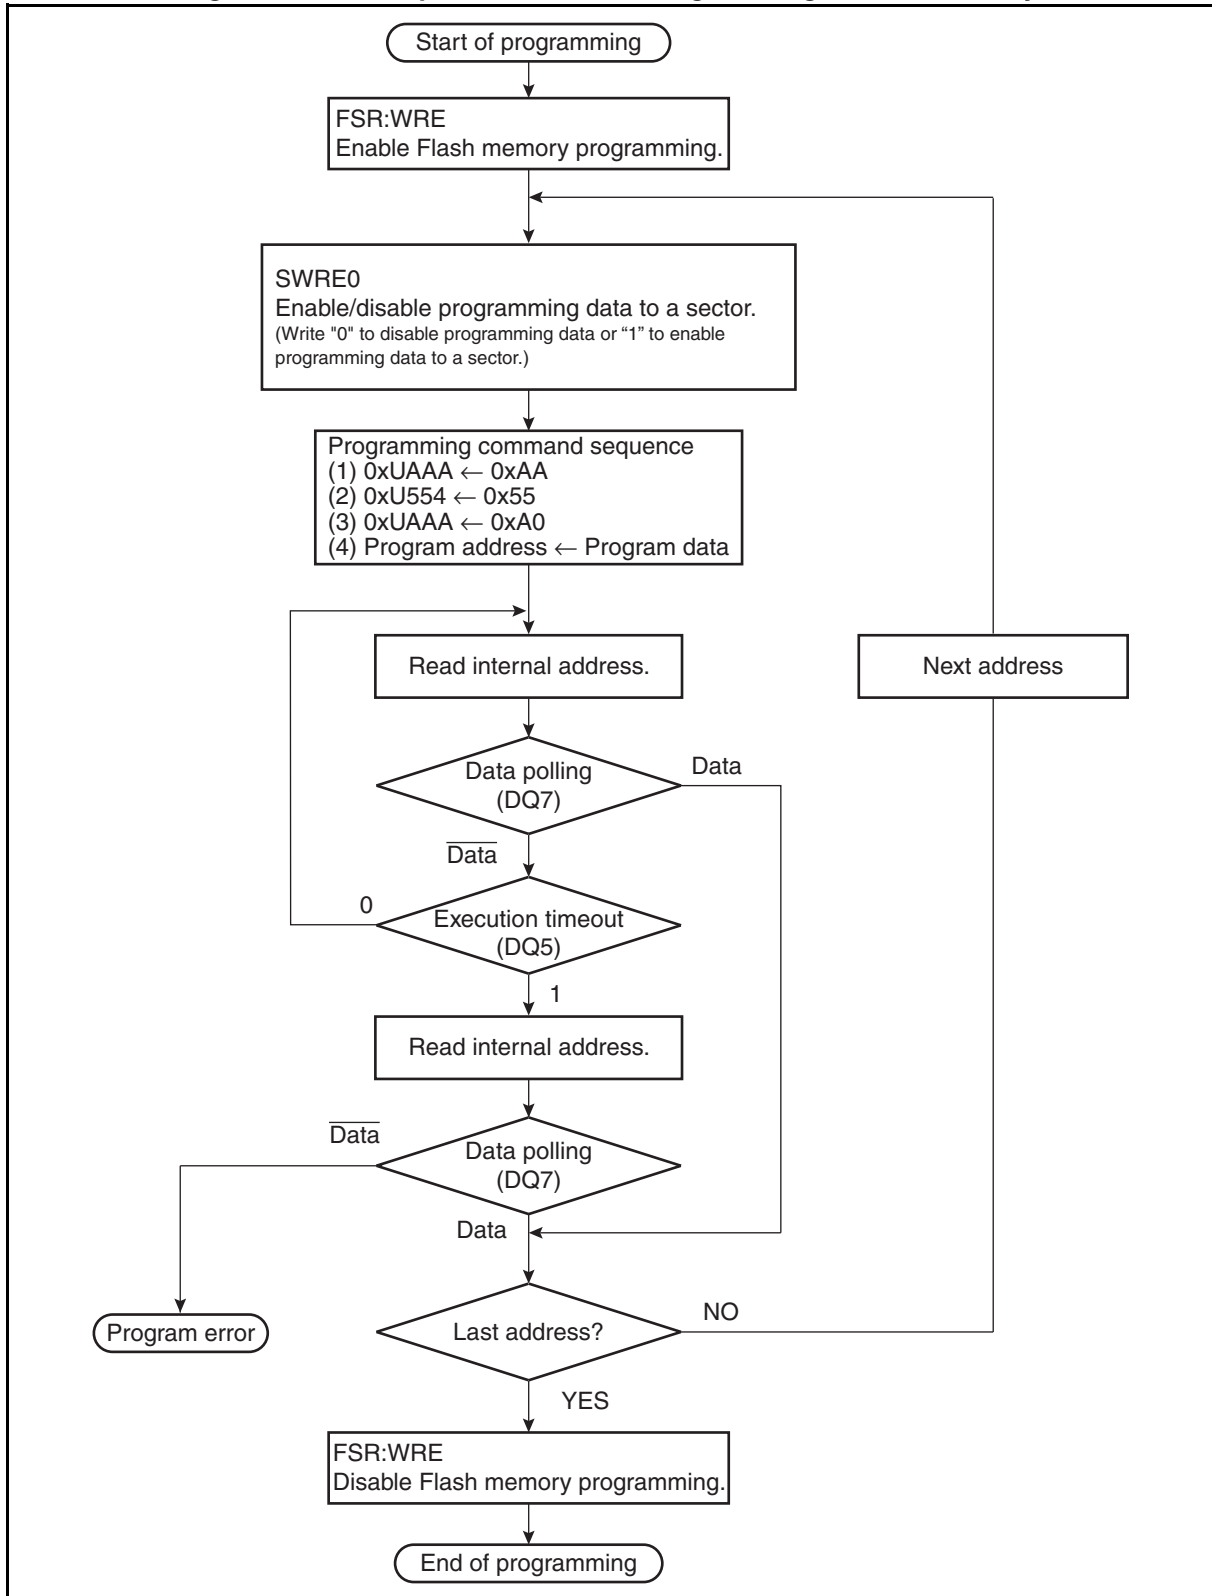 Start of programming
FSR:WRE
Enable Flash memory programming.
SWRE0
Enable/disable programming data to a sector.
(Write "0" to disable programming data or “1” to enable
programming data to a sector.)
Programming command sequence
(1) 0xUAAA ← 0xAA
(2) 0xU554 ← 0x55
(3) 0xUAAA ← 0xA0
(4) Program address ← Program data
Read internal address.
Next address
Data polling
(DQ7)
Data
D̅a̅t̅a̅
0
Execution timeout
(DQ5)
1
Read internal address.
D̅a̅t̅a̅
Data polling
(DQ7)
Data
Program error
Last address?
NO
YES
FSR:WRE
Disable Flash memory programming.
End of programming